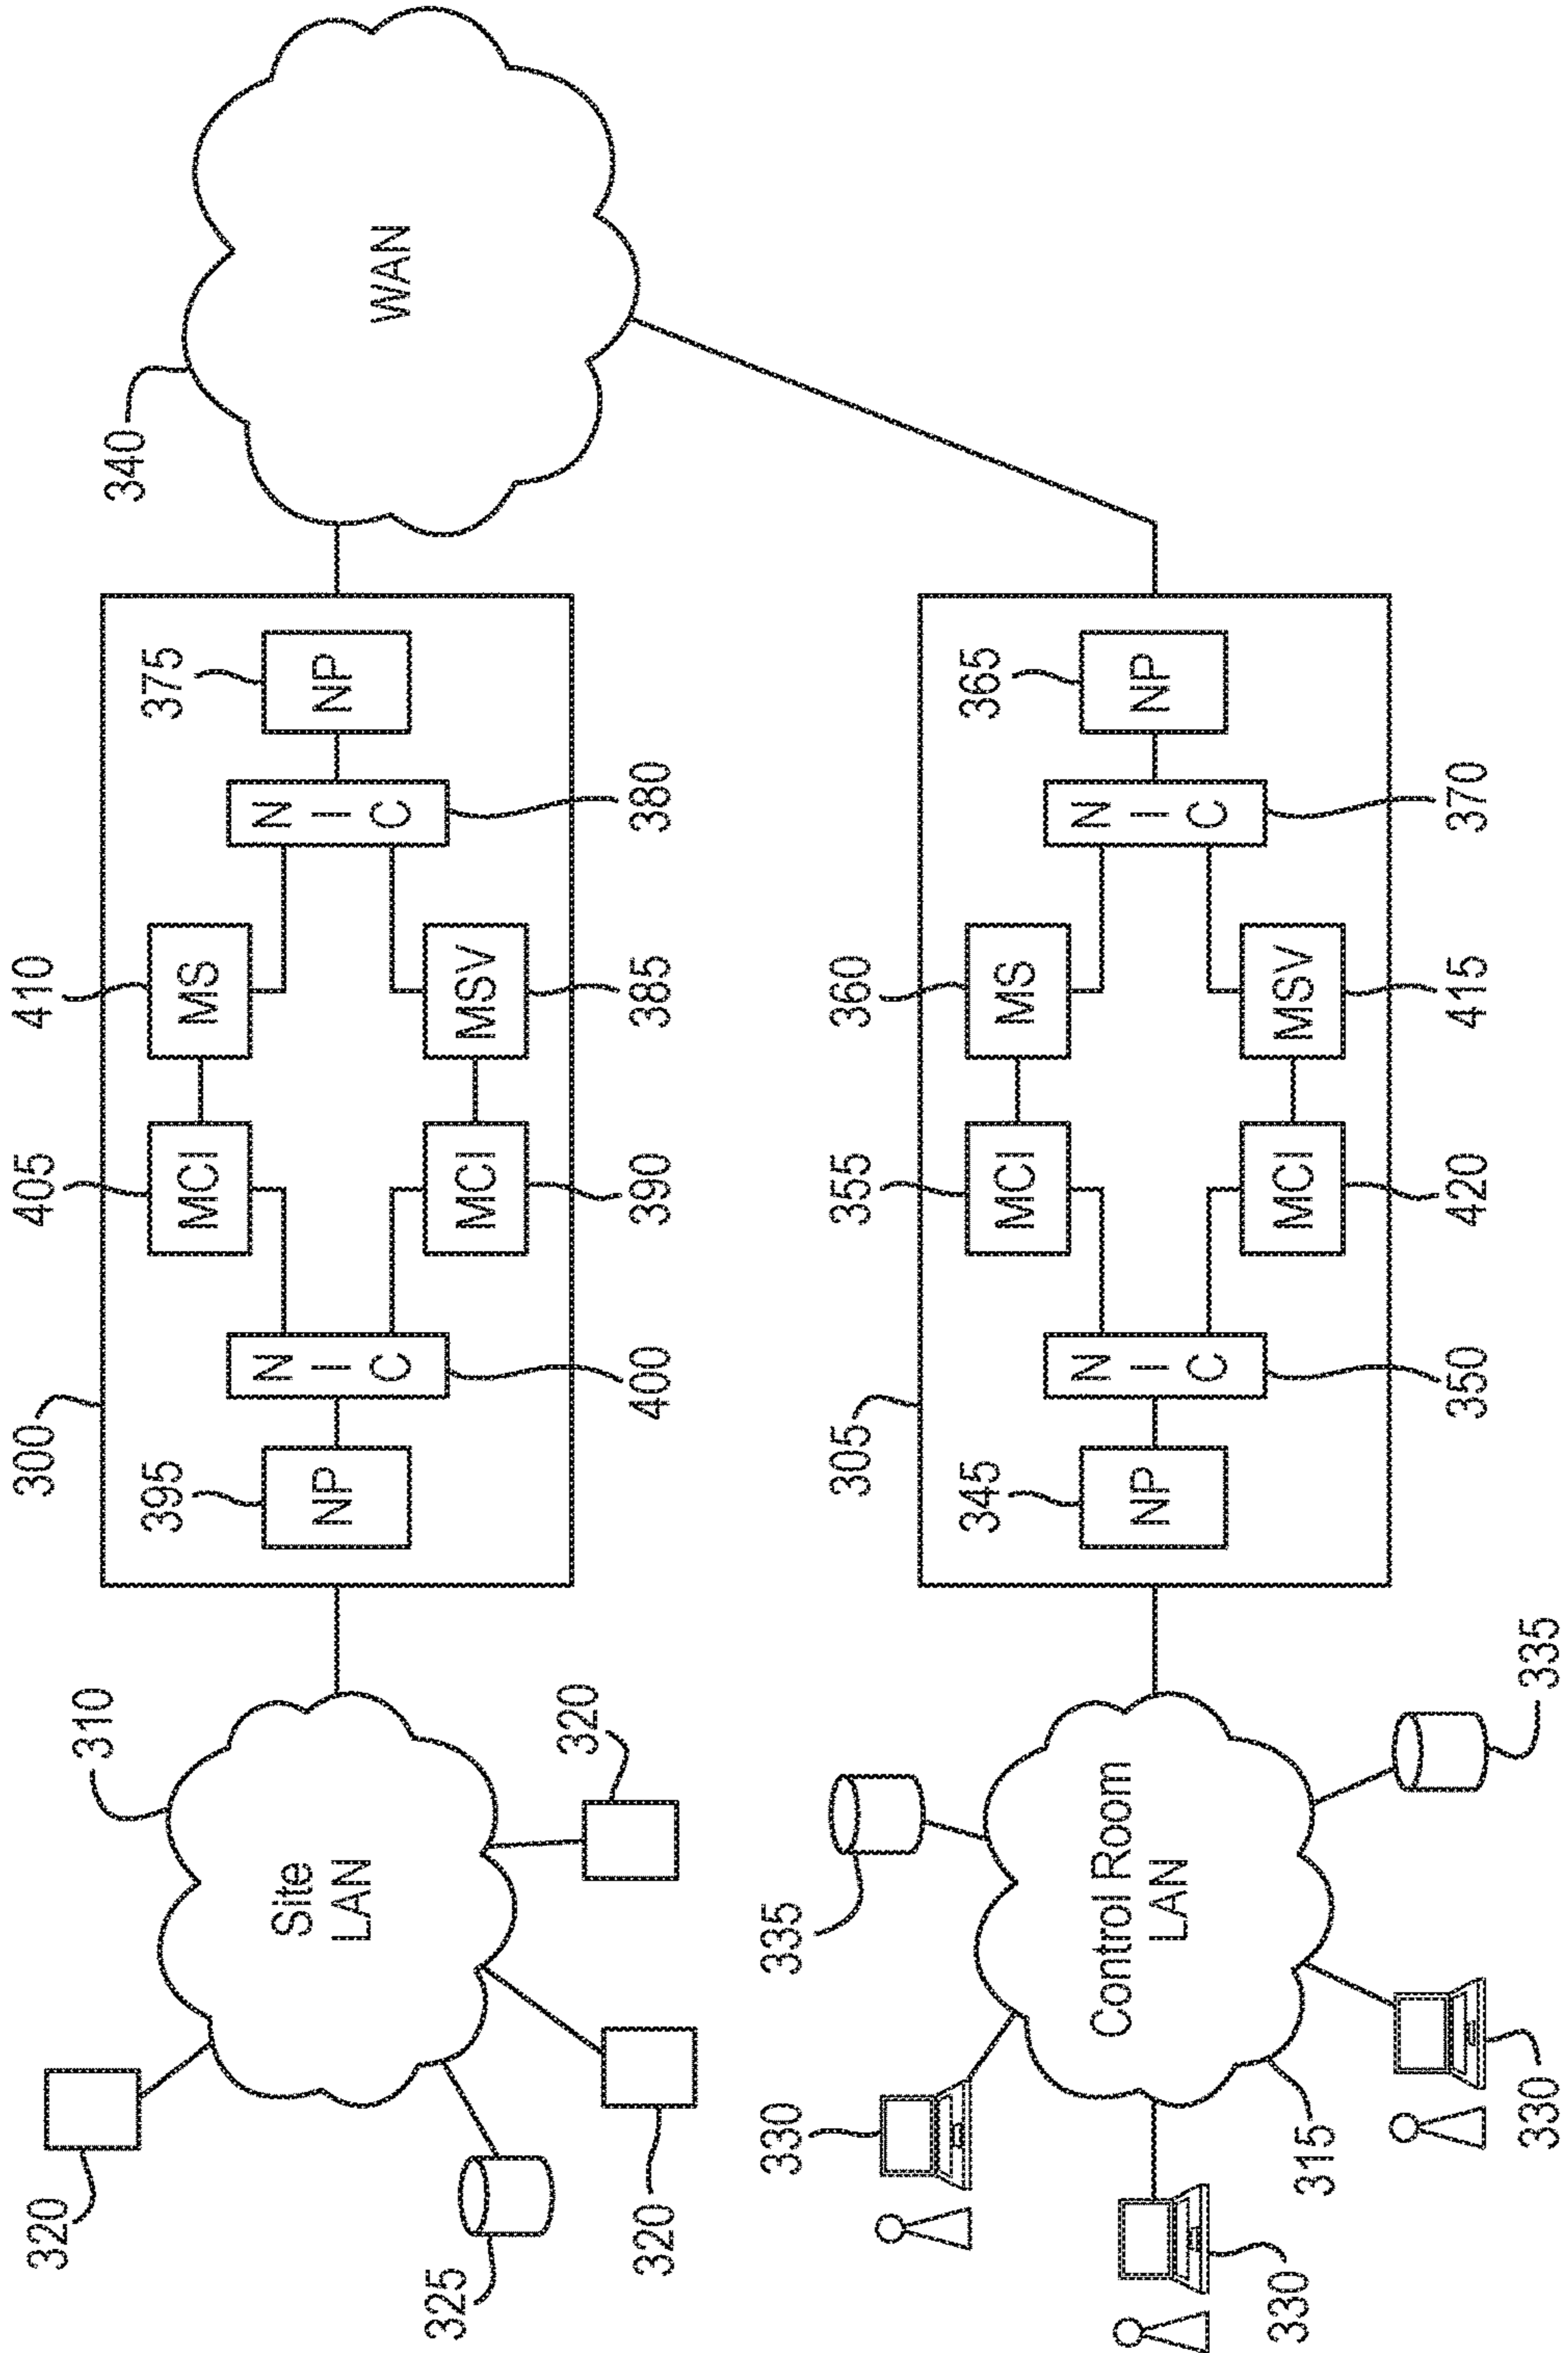 310
Site
LAN
320
320
320
325
300
395
NP
N
I
C
400
405
MCI
410
MS
MCI
390
MSV
385
N
I
C
380
375
NP
340
WAN
335
335
Control Room
LAN
330
330
330
315
305
345
NP
N
I
C
350
355
MCI
360
MS
MCI
420
MSV
415
N
I
C
370
365
NP